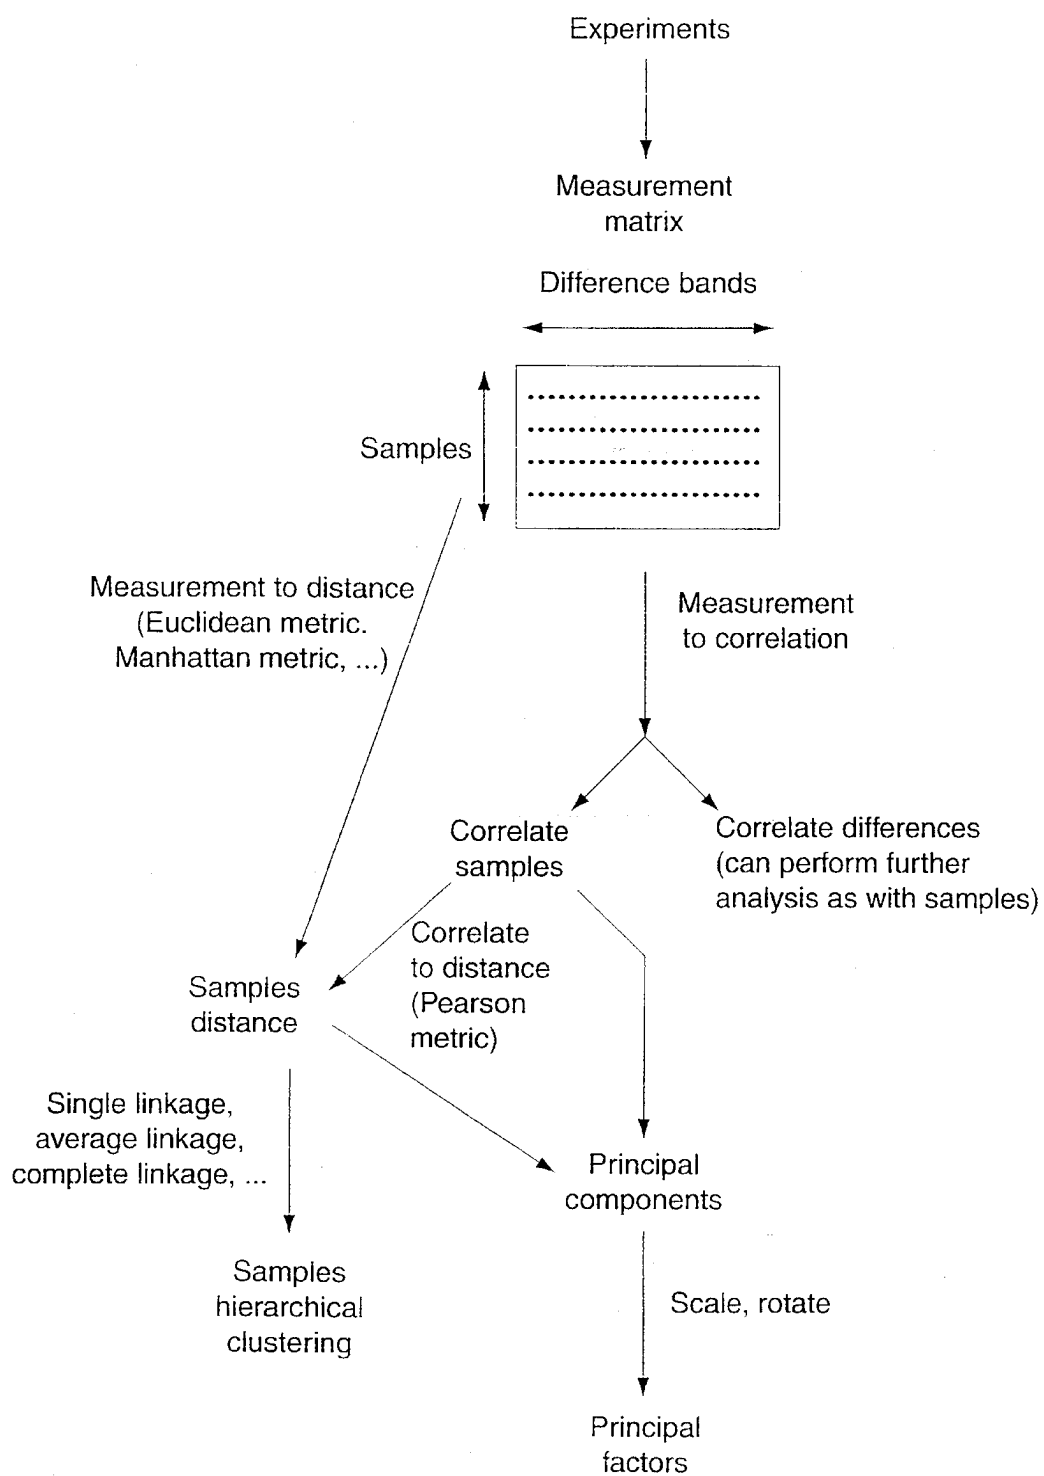 Experiments
Measurement
matrix
Difference bands
Samples
Measurement to distance
(Euclidean metric.
Manhattan metric, ...)
Measurement
to correlation
Correlate
samples
Correlate differences
(can perform further
analysis as with samples)
Correlate
to distance
(Pearson
metric)
Samples
distance
Single linkage,
average linkage,
complete linkage, ...
Principal
components
Samples
hierarchical
clustering
Scale, rotate
Principal
factors